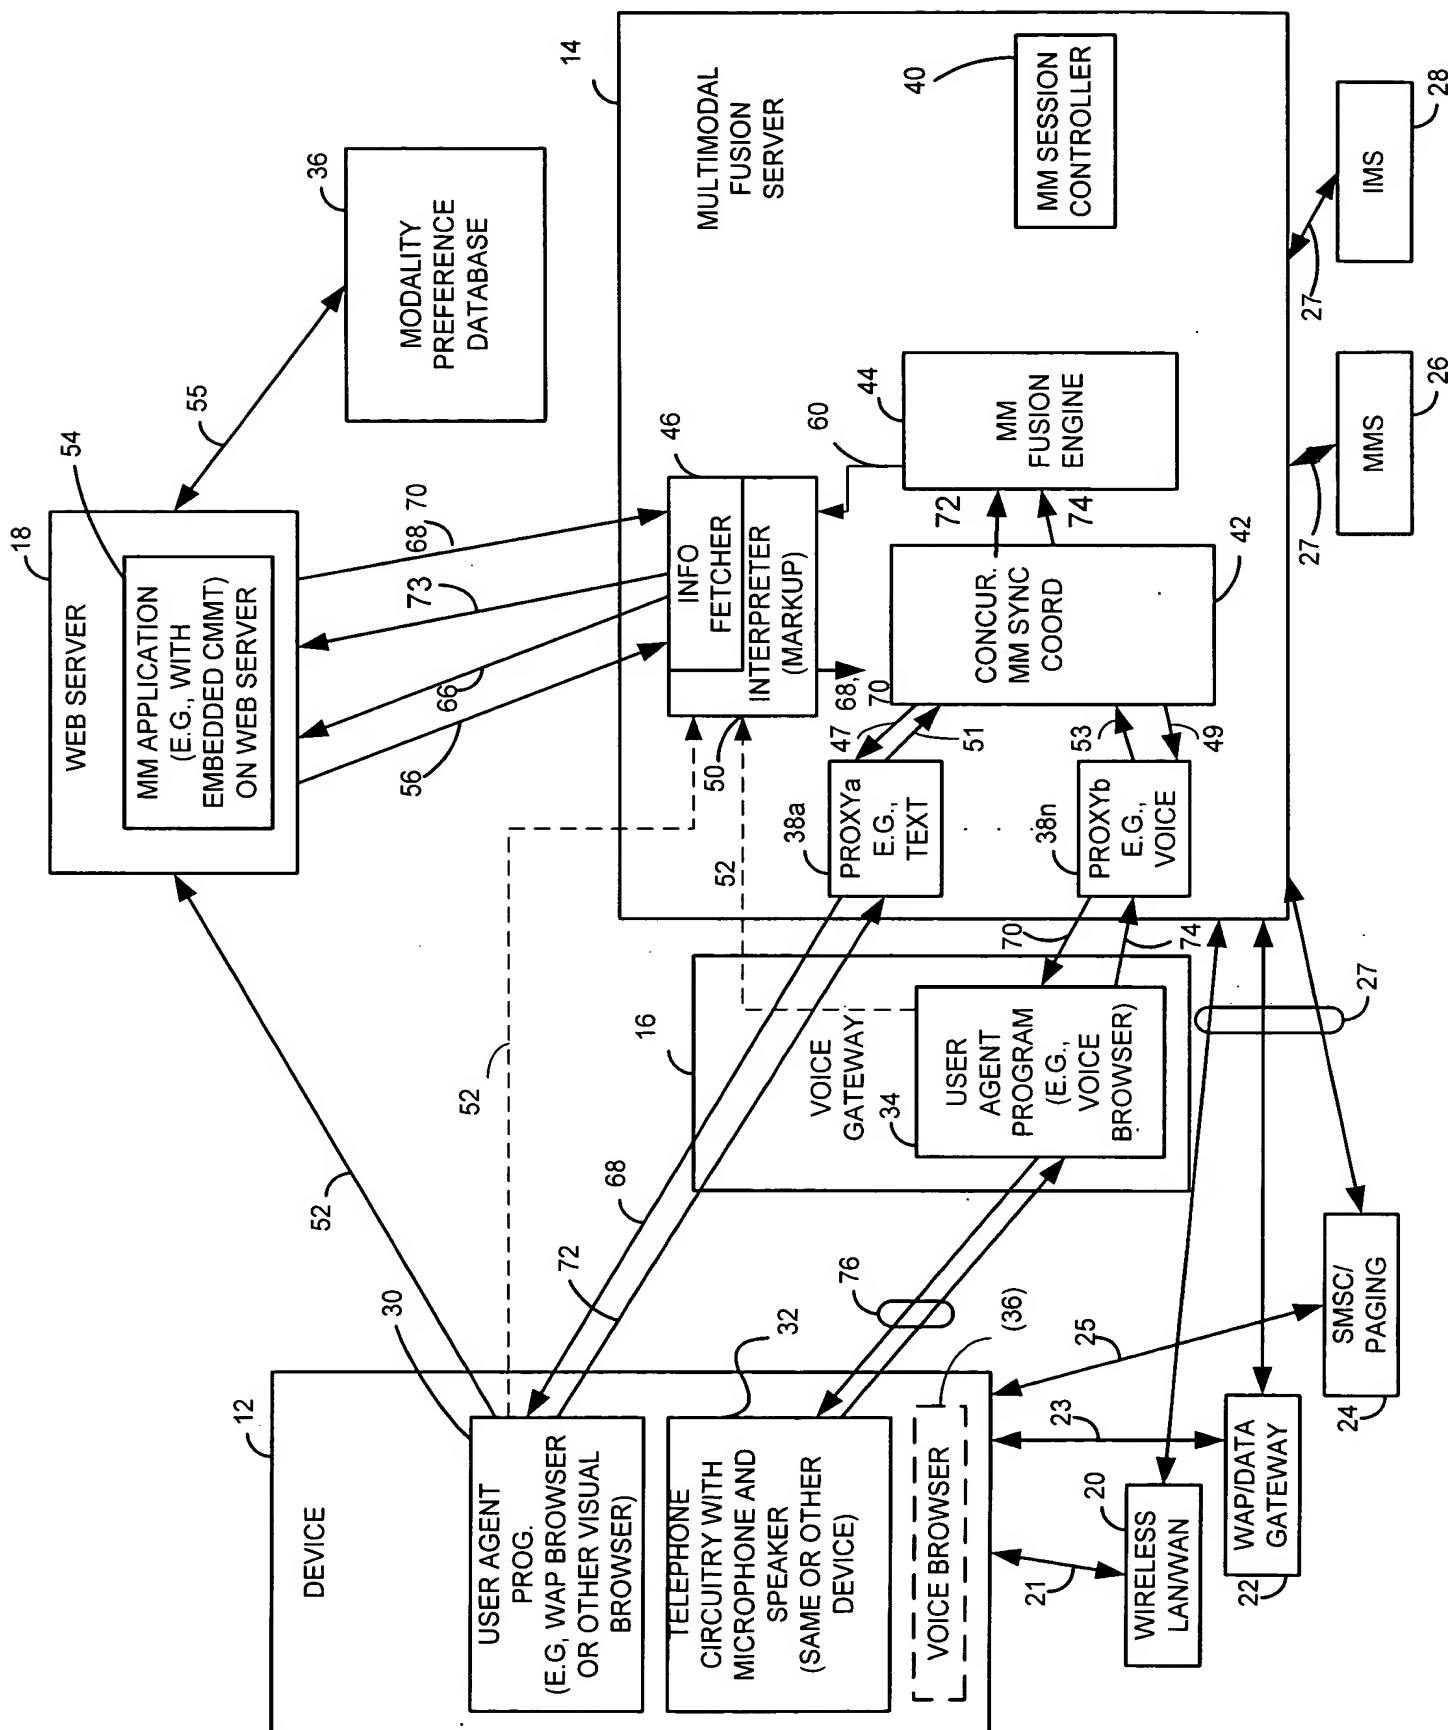 12
DEVICE
30
USER AGENT
PROG.
(E.G, WAP BROWSER
OR OTHER VISUAL
BROWSER)
32
TELEPHONE
CIRCUITRY WITH
MICROPHONE AND
SPEAKER
(SAME OR OTHER
DEVICE)
(36)
VOICE BROWSER
52
52
52
68
72
76
18
WEB SERVER
54
MM APPLICATION
(E.G., WITH
EMBEDDED CMMT)
ON WEB SERVER
55
36
MODALITY
PREFERENCE
DATABASE
56
66
73
68,
70
16
VOICE
GATEWAY
34
USER
AGENT
PROGRAM
(E.G.,
VOICE
BROWSER)
70
74
14
MULTIMODAL
FUSION
SERVER
40
MM SESSION
CONTROLLER
46
INFO
FETCHER
INTERPRETER
(MARKUP)
50
60
44
MM
FUSION
ENGINE
72
74
68,
70
42
CONCUR.
MM SYNC
COORD
47
51
53
49
38a
PROXYa
E.G.,
TEXT
38n
PROXYb
E.G.,
VOICE
21
20
WIRELESS
LAN/WAN
23
22
WAP/DATA
GATEWAY
25
24
SMSC/
PAGING
27
27
26
MMS
27
28
IMS